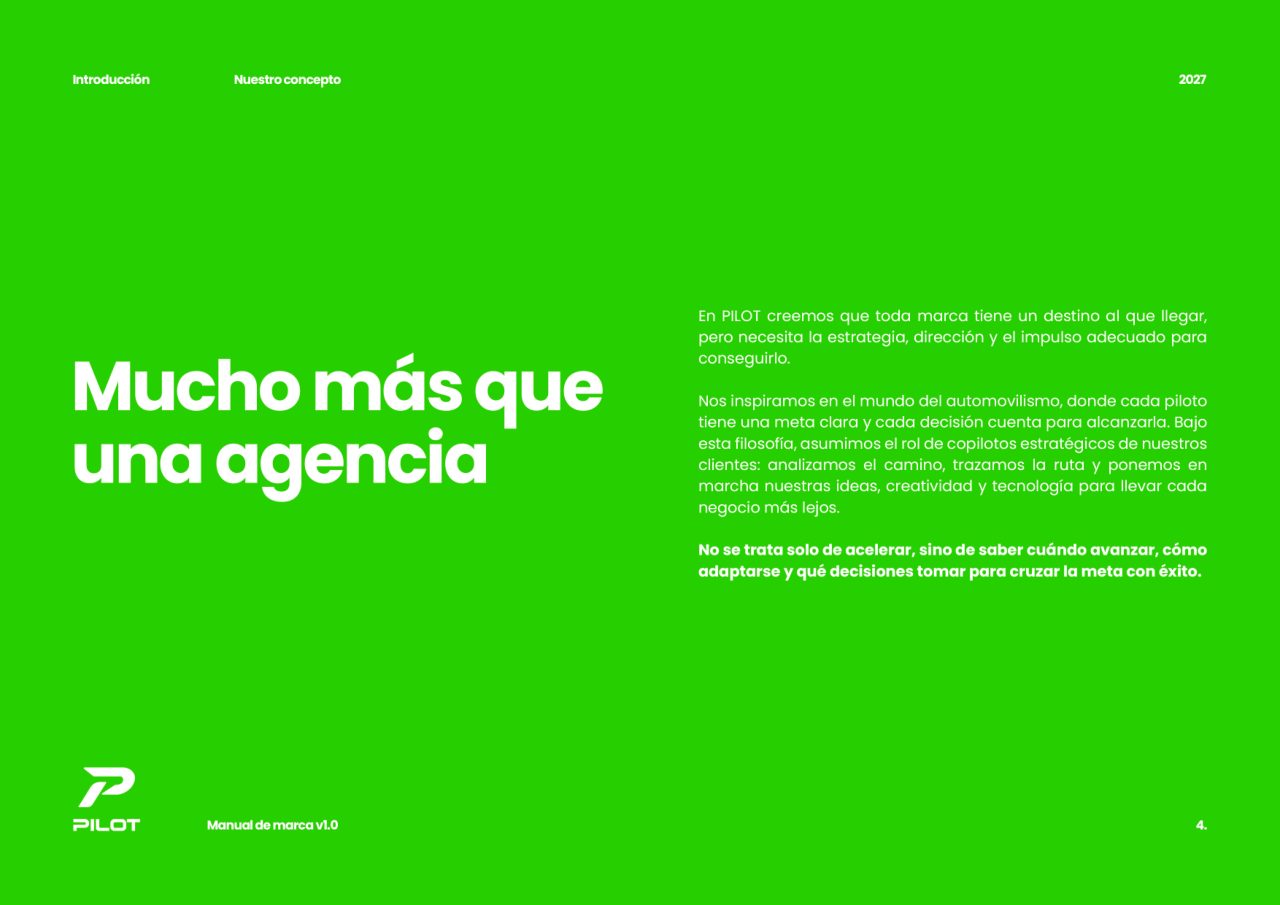 Introducción
Nuestro concepto
2027
Mucho más que
una agencia
En PILOT creemos que toda marca tiene un destino al que llegar,
pero necesita la estrategia, dirección y el impulso adecuado para
conseguirlo.
Nos inspiramos en el mundo del automovilismo, donde cada piloto
tiene una meta clara y cada decisión cuenta para alcanzarla. Bajo
esta filosofía, asumimos el rol de copilotos estratégicos de nuestros
clientes: analizamos el camino, trazamos la ruta y ponemos en
marcha nuestras ideas, creatividad y tecnología para llevar cada
negocio más lejos.
No se trata solo de acelerar, sino de saber cuándo avanzar, cómo
adaptarse y qué decisiones tomar para cruzar la meta con éxito.
PILOT
Manual de marca v1.0
4.